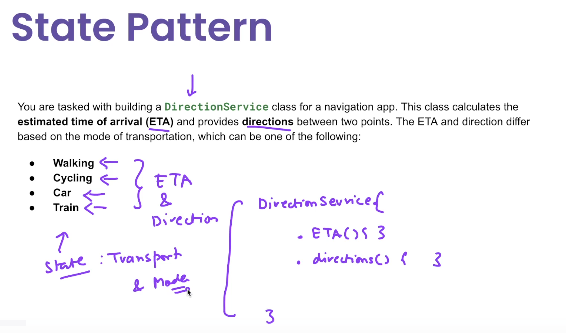 State Pattern
You are tasked with building a DirectionService class for a navigation app. This class calculates the
estimated time of arrival (ETA) and provides directions between two points. The ETA and direction differ
based on the mode of transportation, which can be one of the following:
● Walking
● Cycling
● Car
● Train
ETA
&
Direction
State : Transport
& Mode
DirectionService{
. ETA(){ }
. directions() { }
}